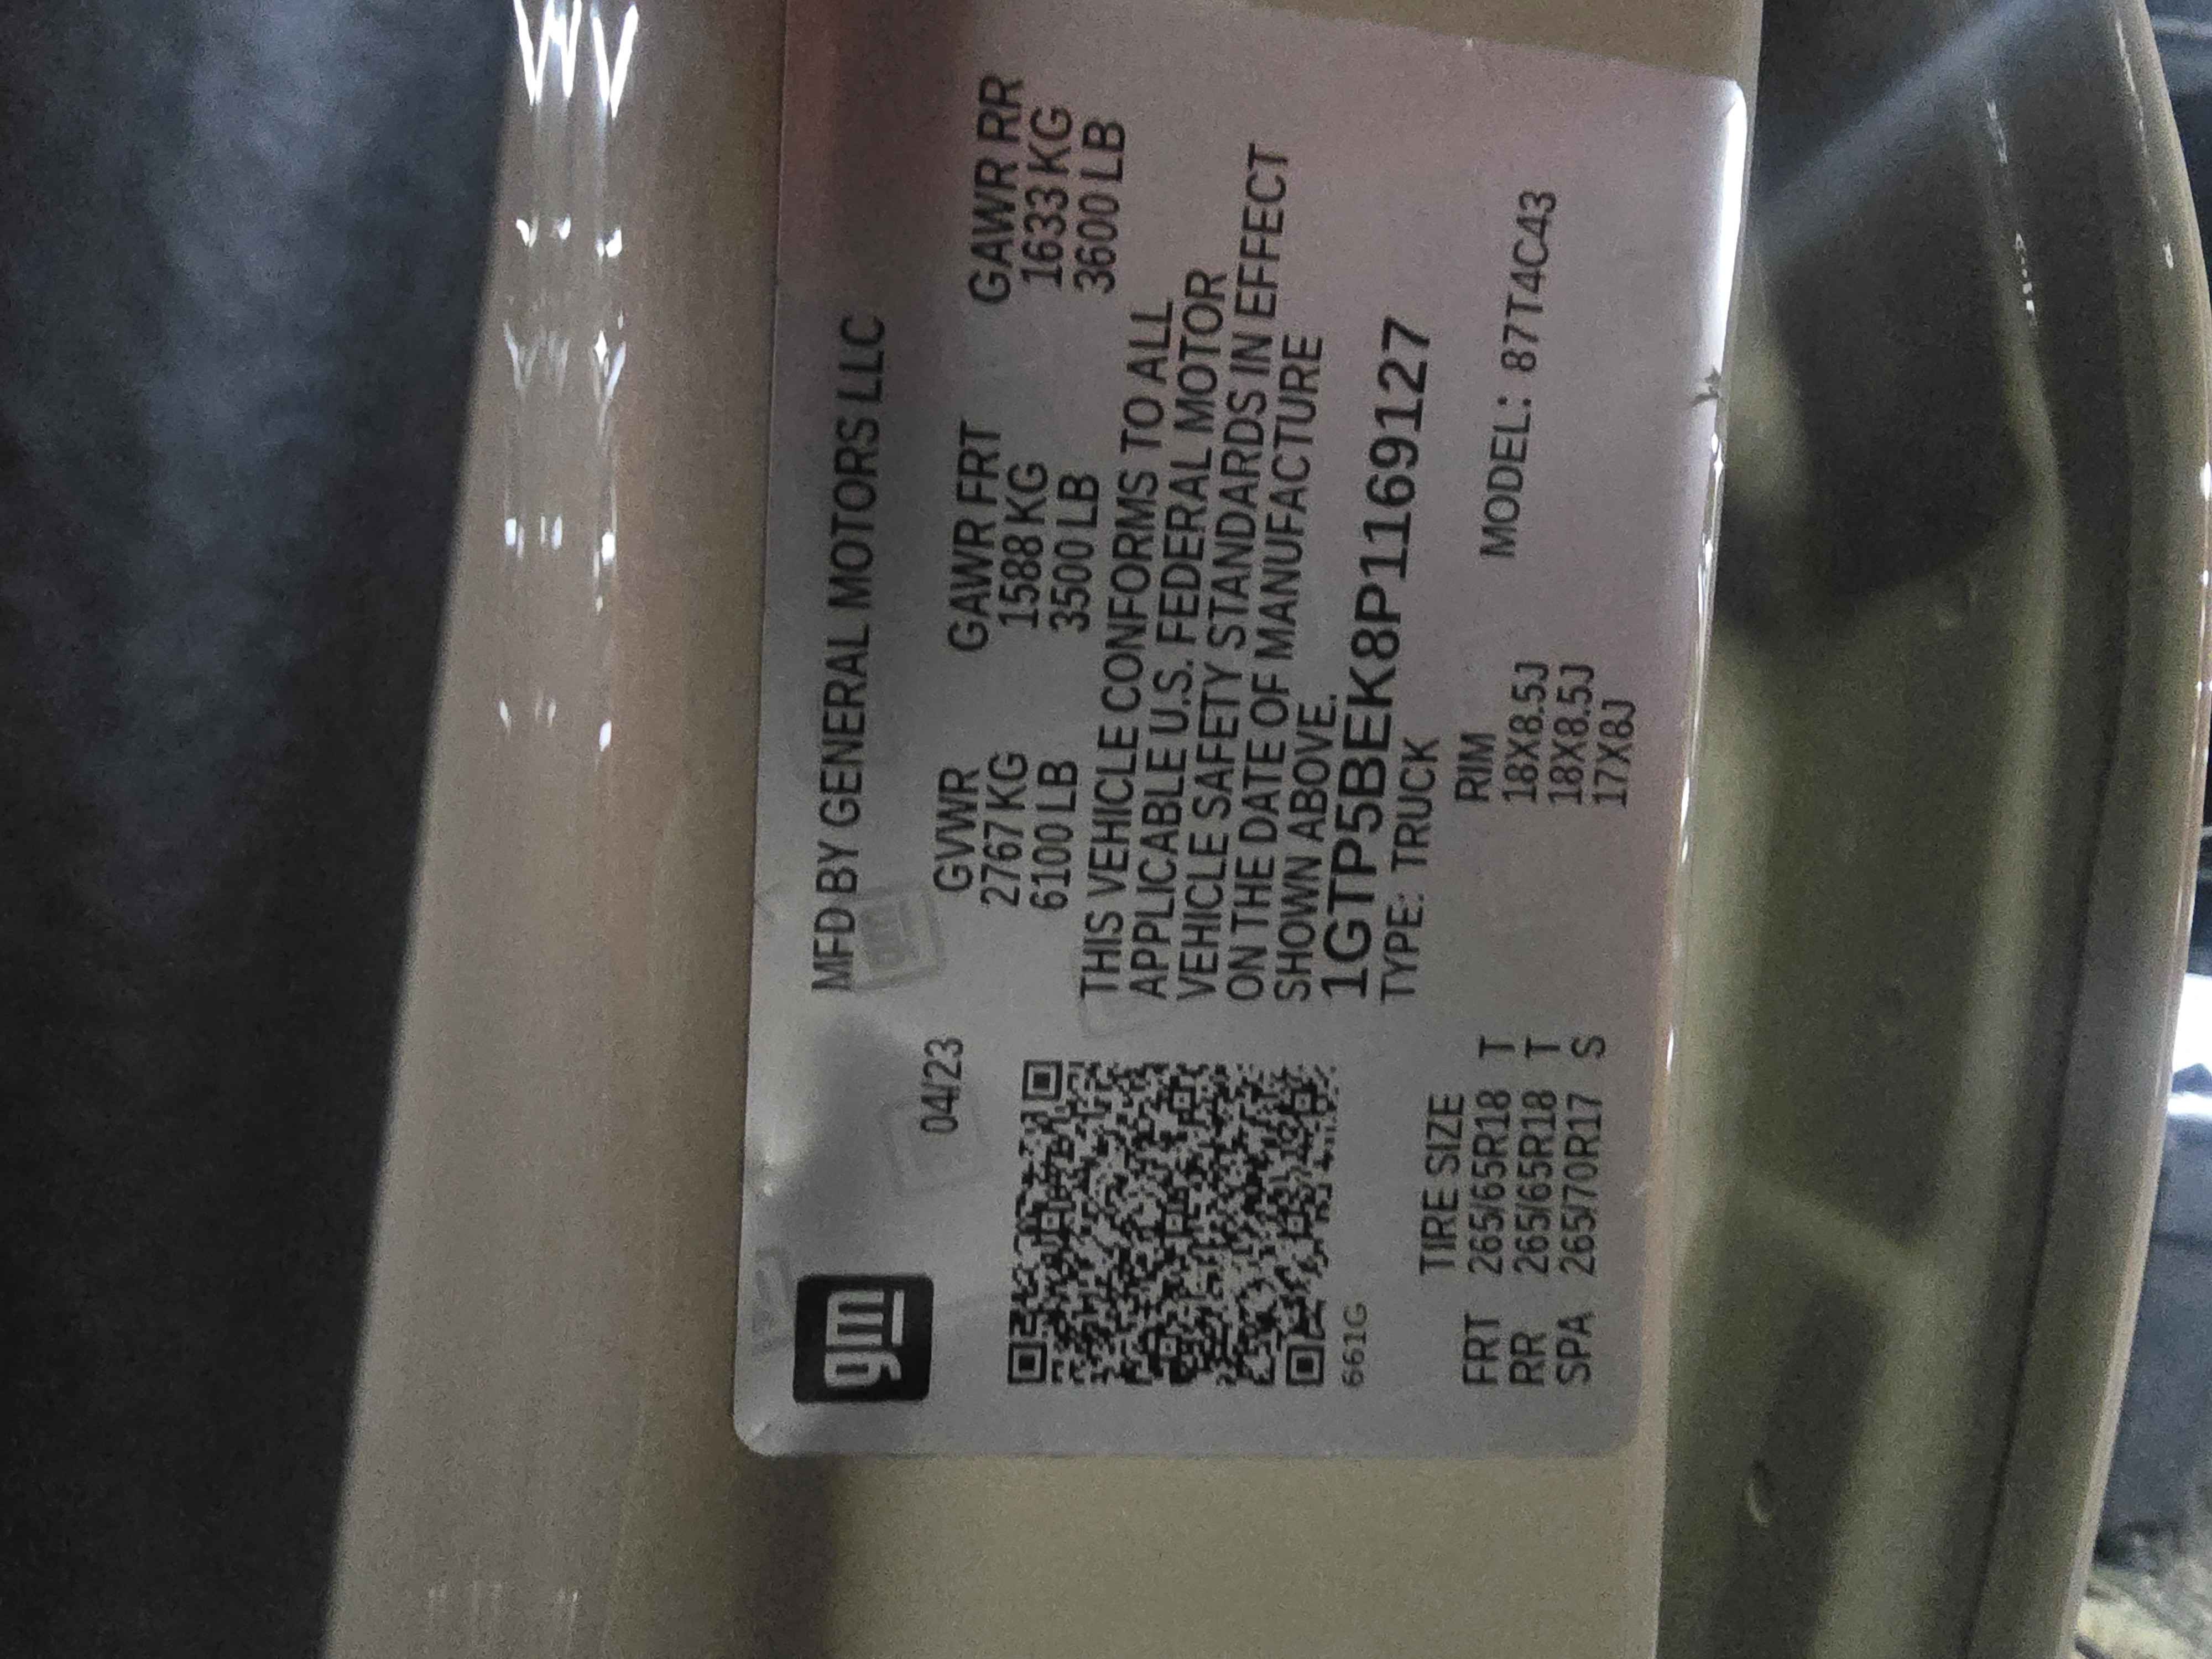 gm
MFD BY GENERAL MOTORS LLC
04/23
GVWR GAWR FRT GAWR RR
2767 KG 1588 KG 1633 KG
6100 LB 3500 LB 3600 LB
THIS VEHICLE CONFORMS TO ALL
APPLICABLE U.S. FEDERAL MOTOR
VEHICLE SAFETY STANDARDS IN EFFECT
ON THE DATE OF MANUFACTURE
SHOWN ABOVE.
1GTP5BEK8P1169127
661G
TYPE: TRUCK
TIRE SIZE RIM MODEL: 87T4C43
FRT 265/65R18 T 18X8.5J
RR 265/65R18 T 18X8.5J
SPA 265/70R17 S 17X8J